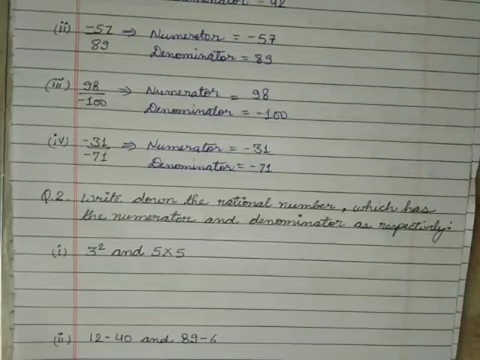 (ii) -57/89 ⇒ Numerator = -57
Denominator = 89
(iii) 98/-100 ⇒ Numerator = 98
Denominator = -100
(iv) -31/-71 ⇒ Numerator = -31
Denominator = -71
Q.2. Write down the rational number, which has
the numerator and denominator as respectively:
(i) 3² and 5×5
(ii) 12-40 and 89-6